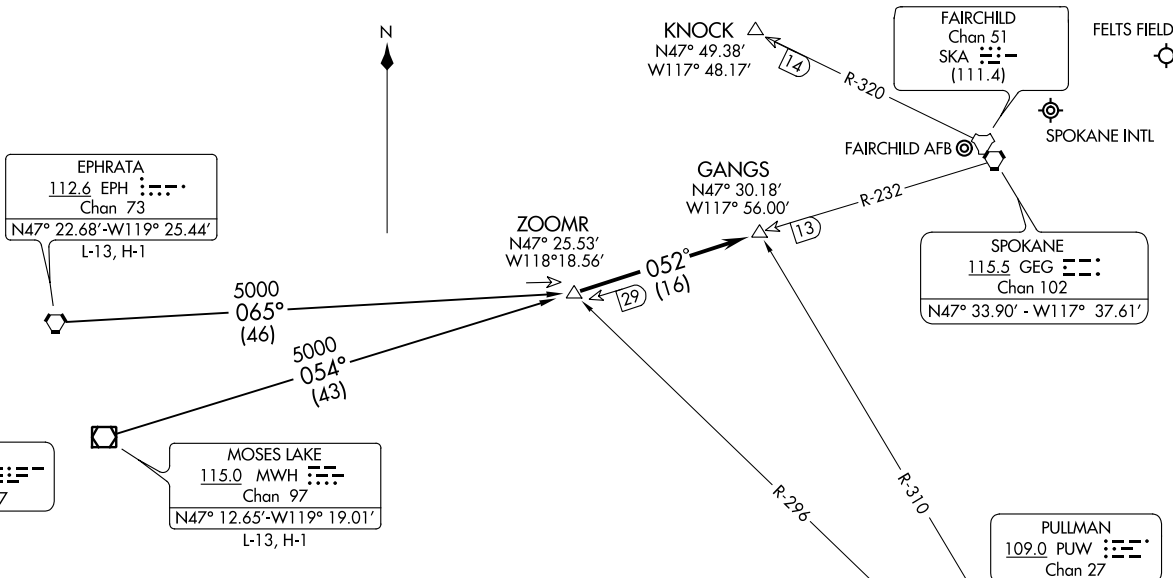 N
KNOCK
N47° 49.38’
W117° 48.17’
14
R-320
FAIRCHILD
Chan 51
SKA
(111.4)
FELTS FIELD
SPOKANE INTL
FAIRCHILD AFB
EPHRATA
112.6 EPH
Chan 73
N47° 22.68’-W119° 25.44’
L-13, H-1
GANGS
N47° 30.18’
W117° 56.00’
13
R-232
ZOOMR
N47° 25.53’
W118°18.56’
052°
(16)
29
SPOKANE
115.5 GEG
Chan 102
N47° 33.90’ - W117° 37.61’
5000
065°
(46)
5000
054°
(43)
MOSES LAKE
115.0 MWH
Chan 97
N47° 12.65’-W119° 19.01’
L-13, H-1
7
R-296
R-310
PULLMAN
109.0 PUW
Chan 27